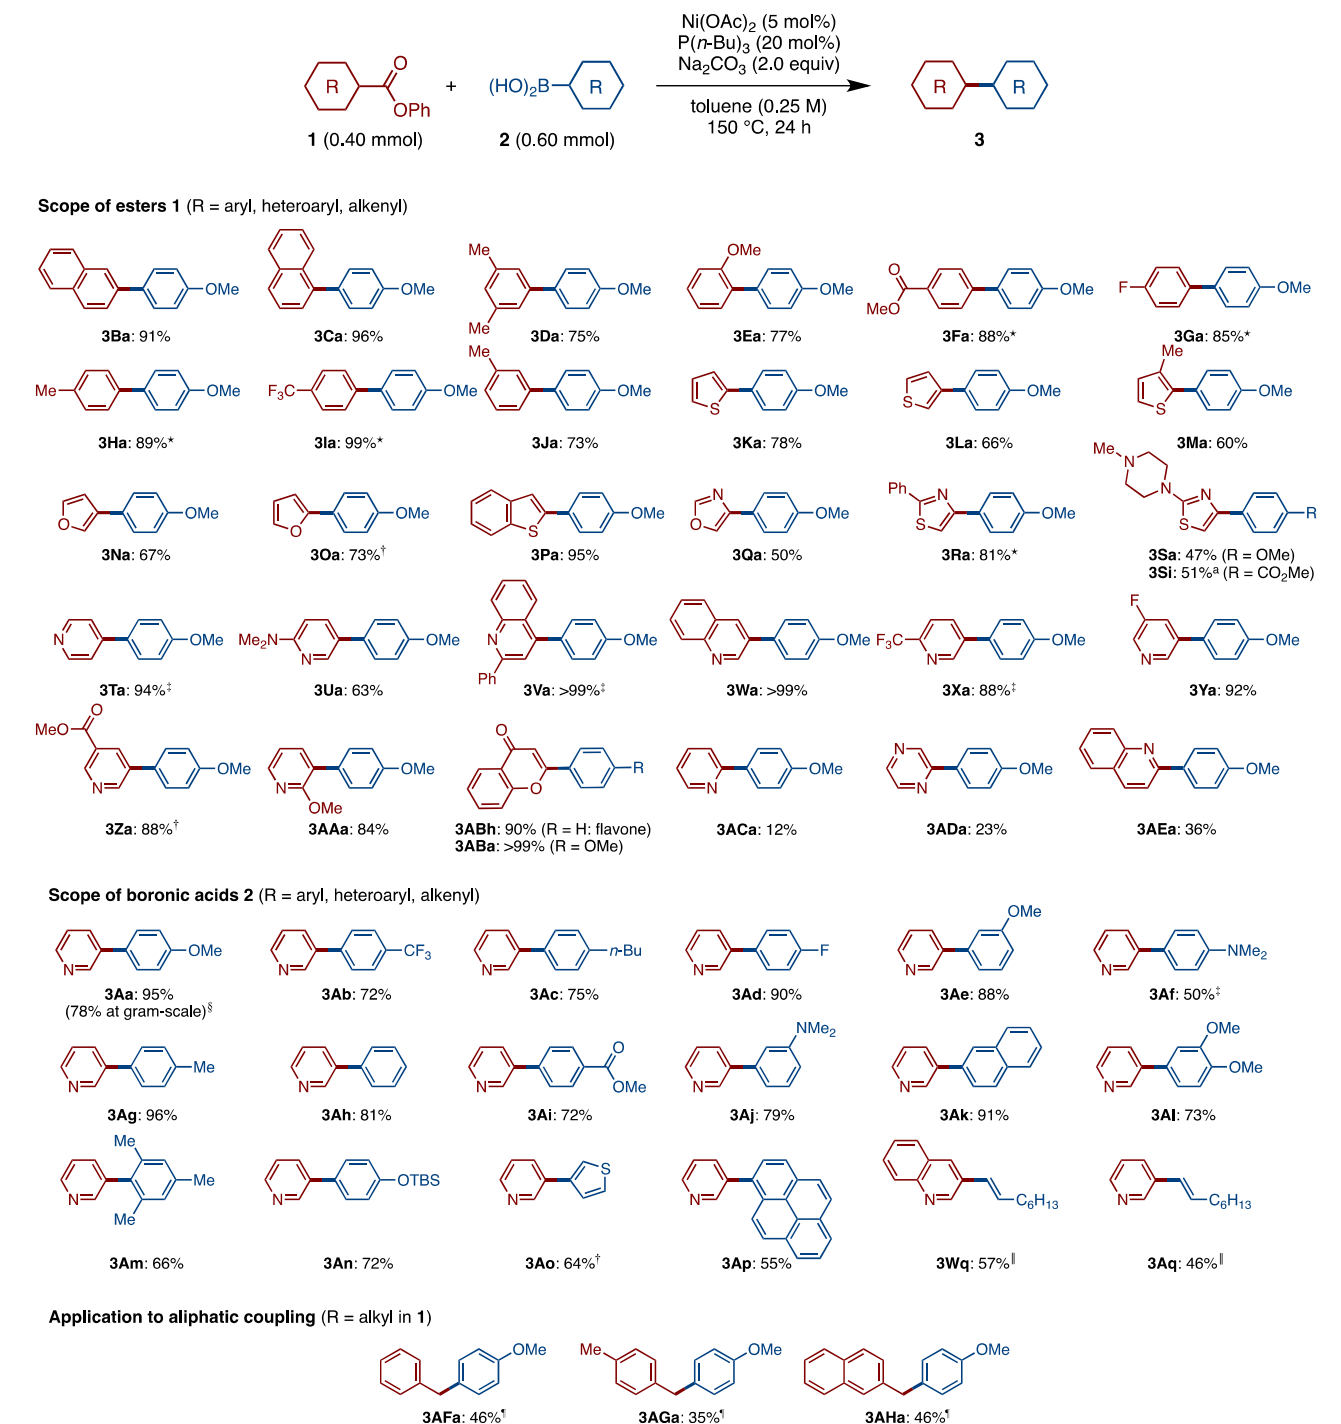 Ni(OAc)2 (5 mol%)
P(n-Bu)3 (20 mol%)
Na2CO3 (2.0 equiv)
toluene (0.25 M)
150 °C, 24 h
R O OPh + (HO)2B R R R
1 (0.40 mmol) 2 (0.60 mmol) 3
Scope of esters 1 (R = aryl, heteroaryl, alkenyl)
OMe OMe Me Me OMe OMe OMe O MeO OMe F OMe
3Ba: 91% 3Ca: 96% 3Da: 75% 3Ea: 77% 3Fa: 88%* 3Ga: 85%*
Me OMe F3C OMe Me OMe S OMe S OMe Me S OMe
3Ha: 89%* 3Ia: 99%* 3Ja: 73% 3Ka: 78% 3La: 66% 3Ma: 60%
O OMe O OMe S OMe N O OMe Ph N S OMe Me N N N S R
3Na: 67% 3Oa: 73%† 3Pa: 95% 3Qa: 50% 3Ra: 81%* 3Sa: 47% (R = OMe)
3Si: 51%a (R = CO2Me)
N OMe Me2N N OMe N Ph OMe N OMe F3C N OMe F N OMe
3Ta: 94%‡ 3Ua: 63% 3Va: >99%‡ 3Wa: >99% 3Xa: 88%‡ 3Ya: 92%
MeO O N OMe N OMe OMe O O R N OMe N N OMe N OMe
3Za: 88%† 3AAa: 84% 3ABh: 90% (R = H: flavone) 3ACa: 12% 3ADa: 23% 3AEa: 36%
3ABa: >99% (R = OMe)
Scope of boronic acids 2 (R = aryl, heteroaryl, alkenyl)
N OMe N CF3 N n-Bu N F N OMe N NMe2
3Aa: 95% 3Ab: 72% 3Ac: 75% 3Ad: 90% 3Ae: 88% 3Af: 50%‡
(78% at gram-scale)§
N Me N N O OMe N NMe2 N N OMe OMe
3Ag: 96% 3Ah: 81% 3Ai: 72% 3Aj: 79% 3Ak: 91% 3Al: 73%
N Me Me Me N OTBS N S N N C6H13 N C6H13
3Am: 66% 3An: 72% 3Ao: 64%† 3Ap: 55% 3Wq: 57%‖ 3Aq: 46%‖
Application to aliphatic coupling (R = alkyl in 1)
OMe Me OMe OMe
3AFa: 46%¶ 3AGa: 35%¶ 3AHa: 46%¶